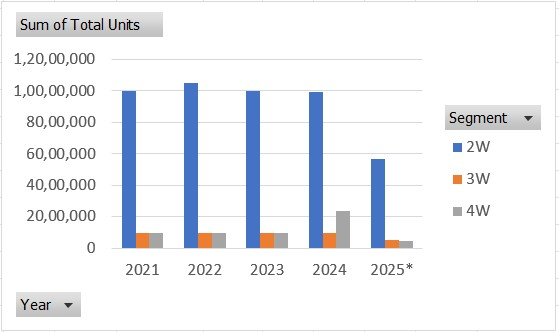 Sum of Total Units
1,20,00,000
1,00,00,000
80,00,000
60,00,000
40,00,000
20,00,000
0
2021 2022 2023 2024 2025*
Segment
2W
3W
4W
Year